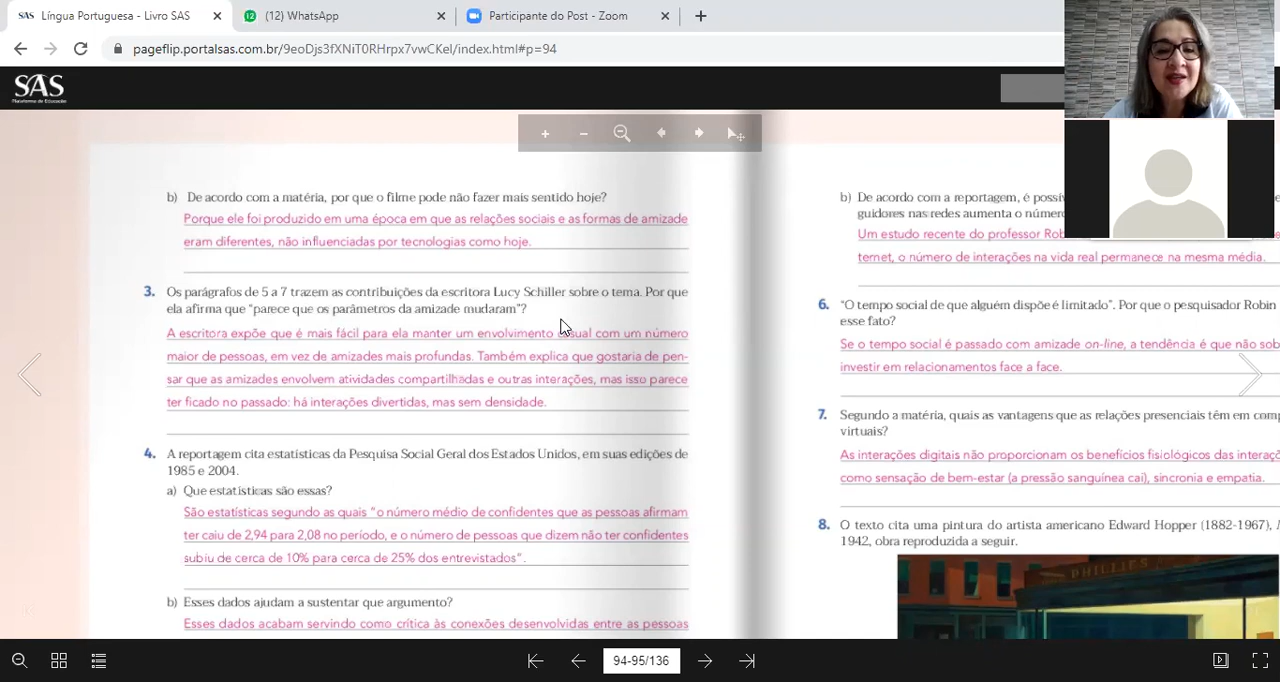 Língua Portuguesa - Livro SAS
(12) WhatsApp
Participante do Post - Zoom
pageflip.portalsas.com.br/9eoDjs3fXNiT0RHrpx7vwCKel/index.html#p=94
SAS
Plataforma de Educação
b) De acordo com a matéria, por que o filme pode não fazer mais sentido hoje?
Porque ele foi produzido em uma época em que as relações sociais e as formas de amizade
eram diferentes, não influenciadas por tecnologias como hoje.
3. Os parágrafos de 5 a 7 trazem as contribuições da escritora Lucy Schiller sobre o tema. Por que
ela afirma que “parece que os parâmetros da amizade mudaram”?
A escritora expõe que é mais fácil para ela manter um envolvimento casual com um número
maior de pessoas, em vez de amizades mais profundas. Também explica que gostaria de pen-
sar que as amizades envolvem atividades compartilhadas e outras interações, mas isso parece
ter ficado no passado: há interações divertidas, mas sem densidade.
4. A reportagem cita estatísticas da Pesquisa Social Geral dos Estados Unidos, em suas edições de
1985 e 2004.
a) Que estatísticas são essas?
São estatísticas segundo as quais “o número médio de confidentes que as pessoas afirmam
ter caiu de 2,94 para 2,08 no período, e o número de pessoas que dizem não ter confidentes
subiu de cerca de 10% para cerca de 25% dos entrevistados”.
b) Esses dados ajudam a sustentar que argumento?
Esses dados acabam servindo como crítica às conexões desenvolvidas entre as pessoas
b) De acordo com a reportagem, é
guidores nas redes aumenta o
Um estudo recente do professor
ternet, o número de interações na vida real permanece na mesma média.
6. “O tempo social de que alguém dispõe é limitado”. Por que o pesquisador Robin
esse fato?
Se o tempo social é passado com amizade on-line, a tendência é que não
investir em relacionamentos face a face.
7. Segundo a matéria, quais as vantagens que as relações presenciais têm em
virtuais?
As interações digitais não proporcionam os benefícios fisiológicos das
como sensação de bem-estar (a pressão sanguínea cai), sincronia e empatia.
8. O texto cita uma pintura do artista americano Edward Hopper (1882-1967),
1942, obra reproduzida a seguir.
PHILLIES
94-95/136